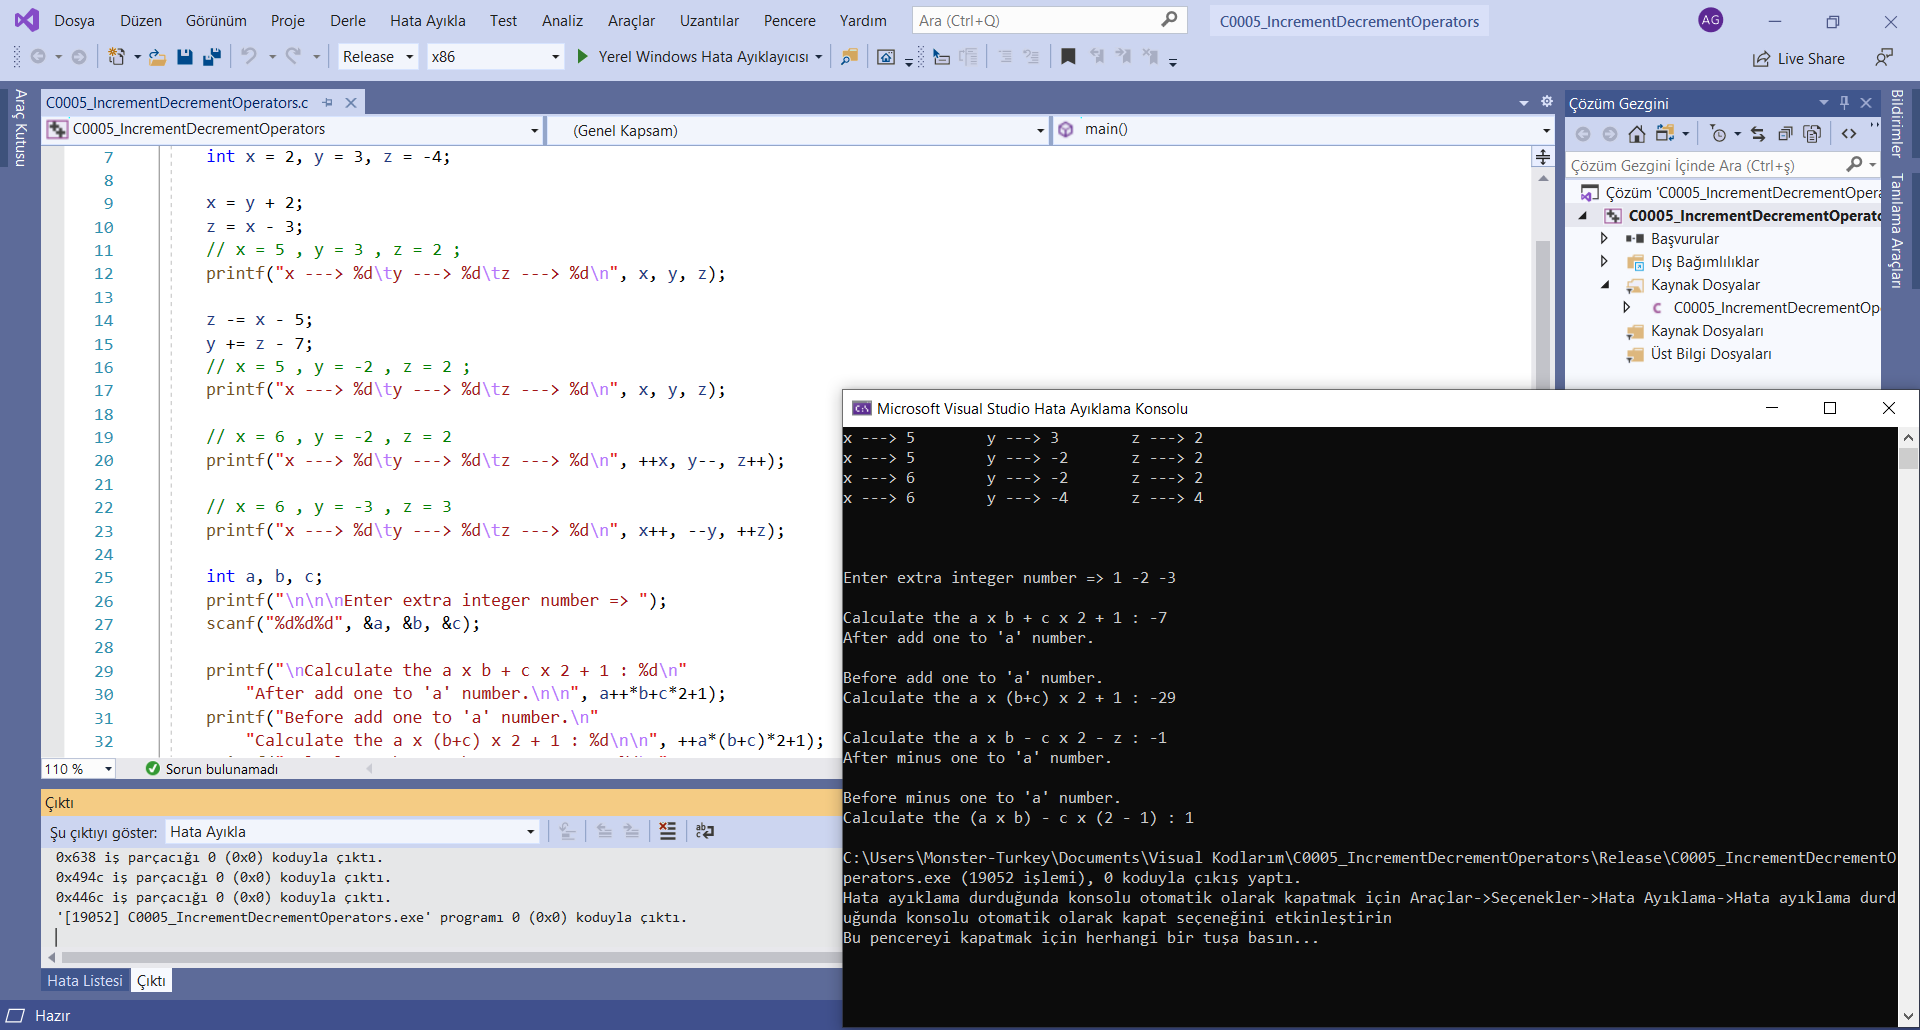 Dosya Düzen Görünüm Proje Derle Hata Ayıkla Test Analiz Araçlar Uzantılar Pencere Yardım Ara (Ctrl+Q) C0005_IncrementDecrementOperators AG
Release x86 Yerel Windows Hata Ayıklayıcısı Live Share
Araç Kutusu
C0005_IncrementDecrementOperators.c
C0005_IncrementDecrementOperators (Genel Kapsam) main()
7 int x = 2, y = 3, z = -4;
8
9 x = y + 2;
10 z = x - 3;
11 // x = 5 , y = 3 , z = 2 ;
12 printf("x ---> %d\ty ---> %d\tz ---> %d\n", x, y, z);
13
14 z -= x - 5;
15 y += z - 7;
16 // x = 5 , y = -2 , z = 2 ;
17 printf("x ---> %d\ty ---> %d\tz ---> %d\n", x, y, z);
18
19 // x = 6 , y = -2 , z = 2
20 printf("x ---> %d\ty ---> %d\tz ---> %d\n", ++x, y--, z++);
21
22 // x = 6 , y = -3 , z = 3
23 printf("x ---> %d\ty ---> %d\tz ---> %d\n", x++, --y, ++z);
24
25 int a, b, c;
26 printf("\n\n\nEnter extra integer number => ");
27 scanf("%d%d%d", &a, &b, &c);
28
29 printf("\nCalculate the a x b + c x 2 + 1 : %d\n"
30 "After add one to 'a' number.\n\n", a++*b+c*2+1);
31 printf("Before add one to 'a' number.\n"
32 "Calculate the a x (b+c) x 2 + 1 : %d\n\n", ++a*(b+c)*2+1);
110 % Sorun bulunamadı
Çıktı
Şu çıktıyı göster: Hata Ayıkla
0x638 iş parçacığı 0 (0x0) koduyla çıktı.
0x494c iş parçacığı 0 (0x0) koduyla çıktı.
0x446c iş parçacığı 0 (0x0) koduyla çıktı.
'[19052] C0005_IncrementDecrementOperators.exe' programı 0 (0x0) koduyla çıktı.
Hata Listesi Çıktı
Hazır
Çözüm Gezgini
Çözüm Gezgini İçinde Ara (Ctrl+ş)
Çözüm 'C0005_IncrementDecrementOpera
C0005_IncrementDecrementOperato
Başvurular
Dış Bağımlılıklar
Kaynak Dosyalar
C0005_IncrementDecrementOp
Kaynak Dosyaları
Üst Bilgi Dosyaları
Bildirimler
Tanılama Araçları
Microsoft Visual Studio Hata Ayıklama Konsolu
x ---> 5 y ---> 3 z ---> 2
x ---> 5 y ---> -2 z ---> 2
x ---> 6 y ---> -2 z ---> 2
x ---> 6 y ---> -4 z ---> 4
Enter extra integer number => 1 -2 -3
Calculate the a x b + c x 2 + 1 : -7
After add one to 'a' number.
Before add one to 'a' number.
Calculate the a x (b+c) x 2 + 1 : -29
Calculate the a x b - c x 2 - z : -1
After minus one to 'a' number.
Before minus one to 'a' number.
Calculate the (a x b) - c x (2 - 1) : 1
C:\Users\Monster-Turkey\Documents\Visual Kodlarım\C0005_IncrementDecrementOperators\Release\C0005_IncrementDecrementO
perators.exe (19052 işlemi), 0 koduyla çıkış yaptı.
Hata ayıklama durduğunda konsolu otomatik olarak kapatmak için Araçlar->Seçenekler->Hata Ayıklama->Hata ayıklama durd
uğunda konsolu otomatik olarak kapat seçeneğini etkinleştirin
Bu pencereyi kapatmak için herhangi bir tuşa basın...